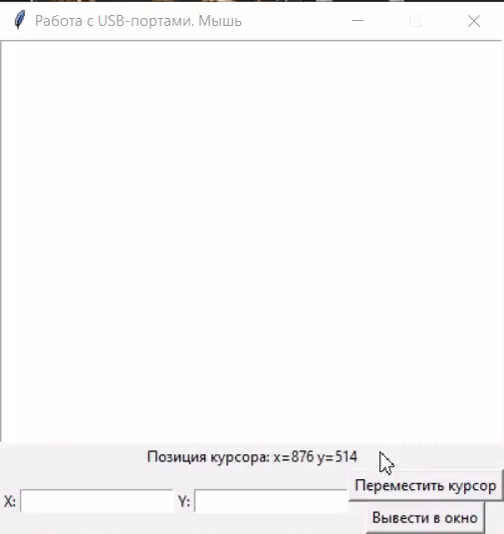 Работа с USB-портами. Мышь
Позиция курсора: x=876 y=514
X:
Y:
Переместить курсор
Вывести в окно